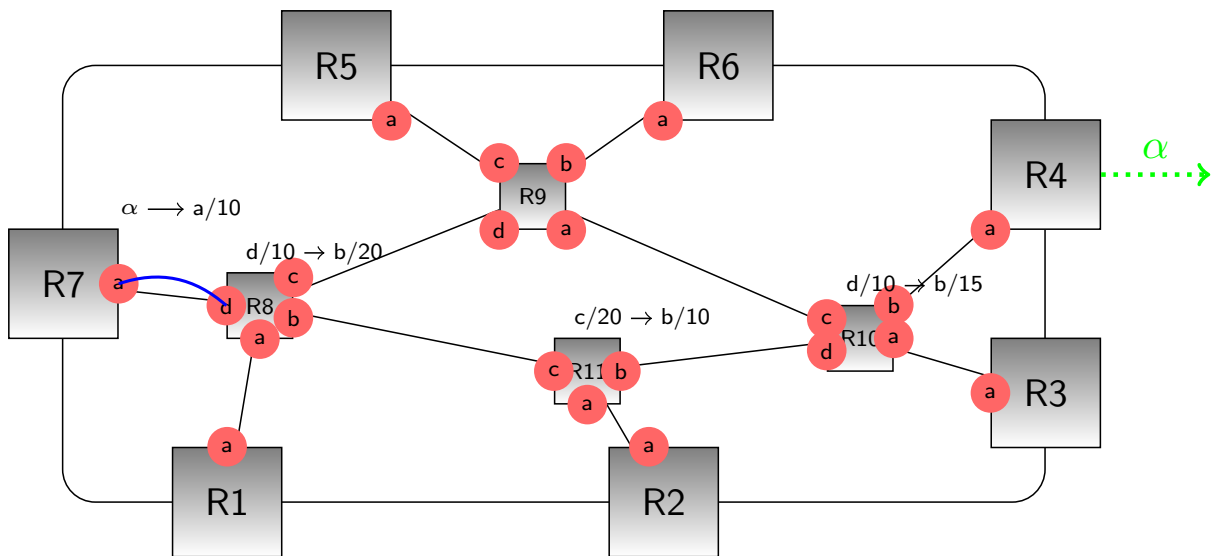 R5
R6
a
a
α
c
b
R4
R9
α → a/10
d
a
a
d/10 → b/20
R7
a
c
d/10 → b/15
d
R8
b
b
c
c/20 → b/10
a
R10
a
d
c
R11
b
R3
a
a
a
a
R1
R2